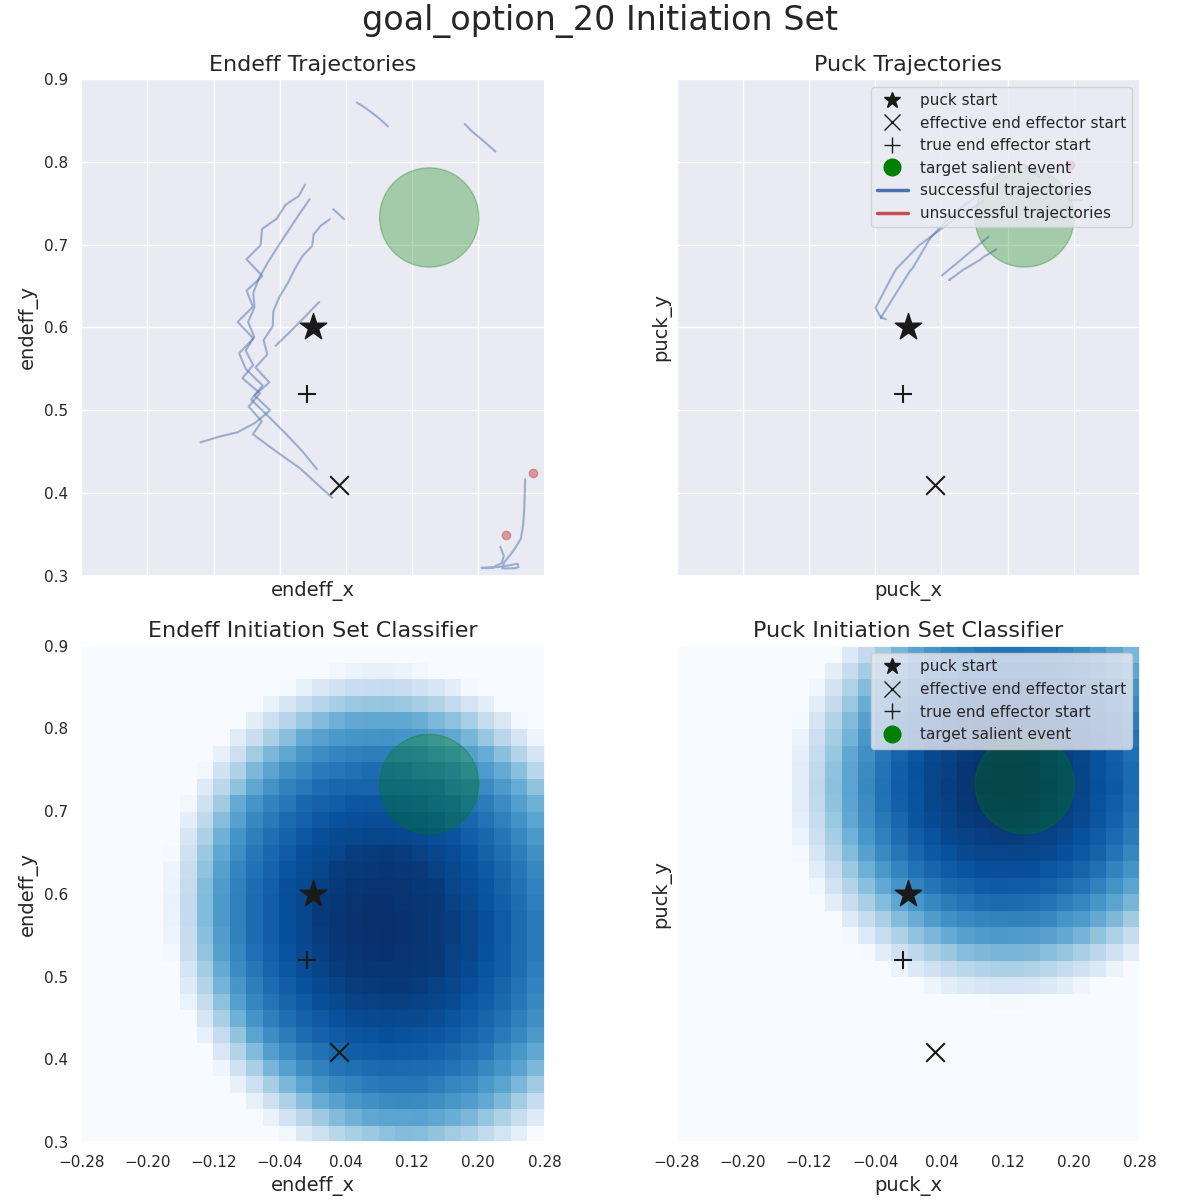 goal_option_20 Initiation Set
Endeff Trajectories
0.9
0.8
0.7
0.6
0.5
0.4
0.3
endeff_y
endeff_x
Puck Trajectories
puck start
effective end effector start
true end effector start
target salient event
successful trajectories
unsuccessful trajectories
puck_y
puck_x
Endeff Initiation Set Classifier
0.9
0.8
0.7
0.6
0.5
0.4
0.3
endeff_y
−0.28 −0.20 −0.12 −0.04 0.04 0.12 0.20 0.28
endeff_x
Puck Initiation Set Classifier
puck start
effective end effector start
true end effector start
target salient event
puck_y
−0.28 −0.20 −0.12 −0.04 0.04 0.12 0.20 0.28
puck_x